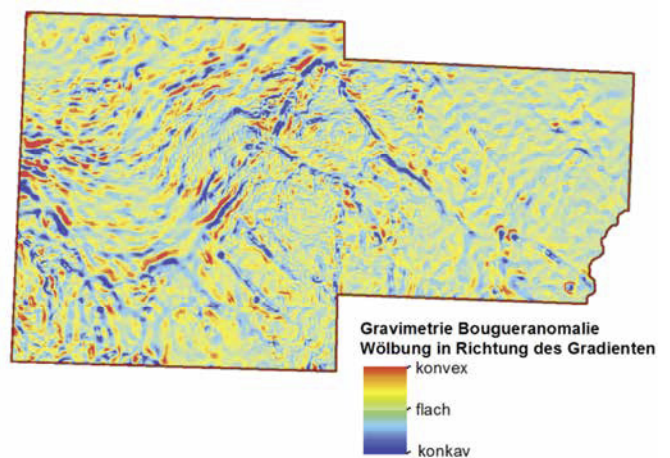 Gravimetrie Bougueranomalie
Wölbung in Richtung des Gradienten
konvex
flach
konkav